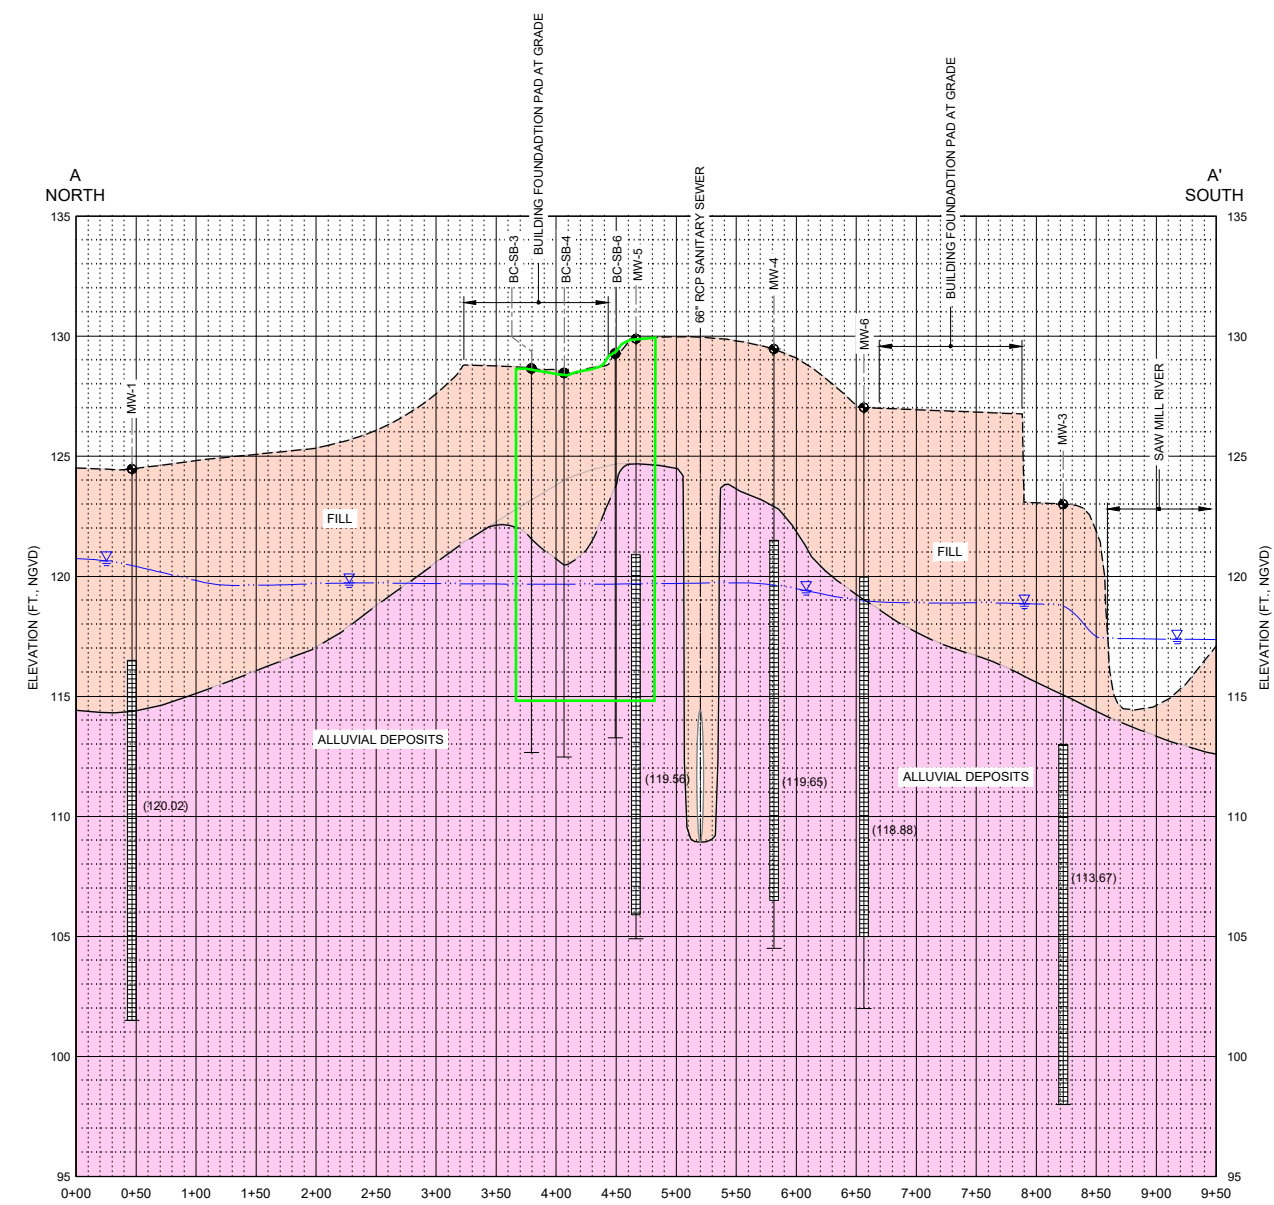 BUILDING FOUNDADTION PAD AT GRADE
BUILDING FOUNDADTION PAD AT GRADE
A
NORTH
A'
SOUTH
66" RCP SANITARY SEWER
BC-SB-3
BC-SB-4
BC-SB-6
MW-5
MW-4
MW-6
MW-1
MW-3
SAW MILL RIVER
135
135
130
130
125
125
FILL
FILL
120
120
ELEVATION (FT., NGVD)
ELEVATION (FT., NGVD)
115
115
ALLUVIAL DEPOSITS
ALLUVIAL DEPOSITS
(120.02)
(119.56)
(119.65)
(118.88)
(113.67)
110
110
105
105
100
100
95
95
0+00 0+50 1+00 1+50 2+00 2+50 3+00 3+50 4+00 4+50 5+00 5+50 6+00 6+50 7+00 7+50 8+00 8+50 9+00 9+50